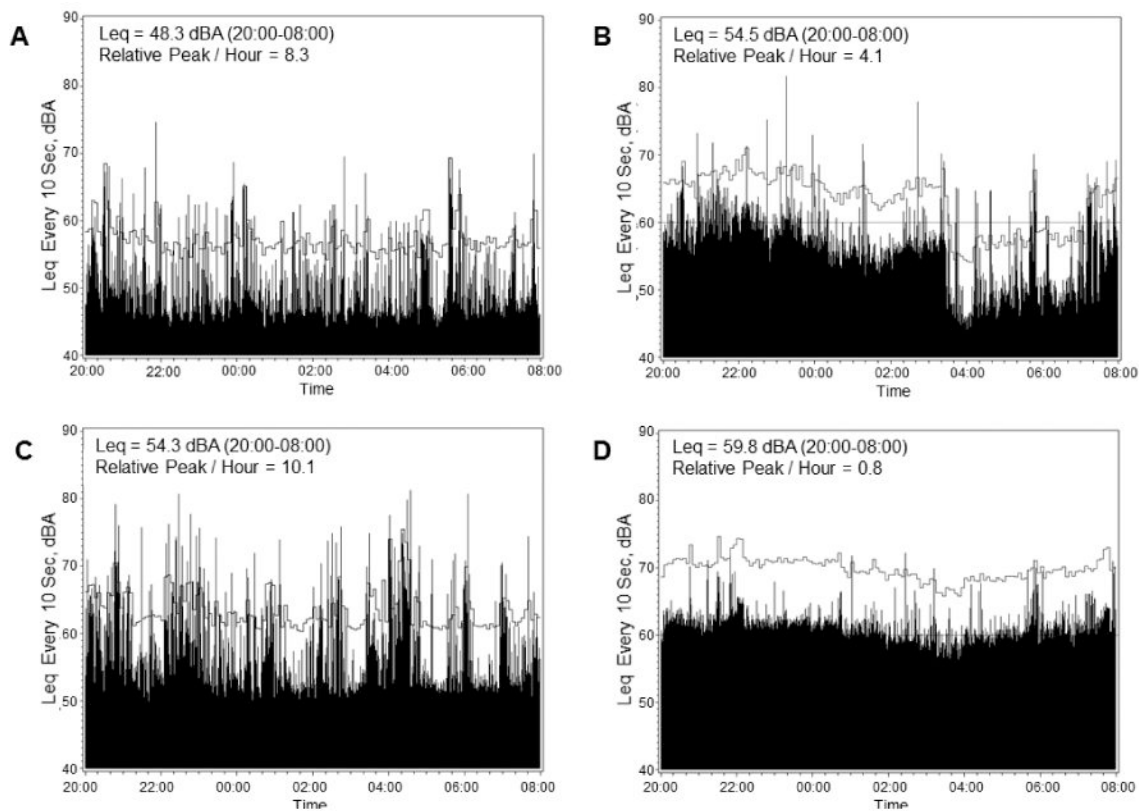 A
Leq = 48.3 dBA (20:00-08:00)
Relative Peak / Hour = 8.3
Leq Every 10 Sec, dBA
90
80
70
60
50
40
20:00 22:00 00:00 02:00 04:00 06:00 08:00
Time
B
Leq = 54.5 dBA (20:00-08:00)
Relative Peak / Hour = 4.1
Leq Every 10 Sec, dBA
90
80
70
60
50
40
20:00 22:00 00:00 02:00 04:00 06:00 08:00
Time
C
Leq = 54.3 dBA (20:00-08:00)
Relative Peak / Hour = 10.1
Leq Every 10 Sec, dBA
90
80
70
60
50
40
20:00 22:00 00:00 02:00 04:00 06:00 08:00
Time
D
Leq = 59.8 dBA (20:00-08:00)
Relative Peak / Hour = 0.8
Leq Every 10 Sec, dBA
90
80
70
60
50
40
20:00 22:00 00:00 02:00 04:00 06:00 08:00
Time